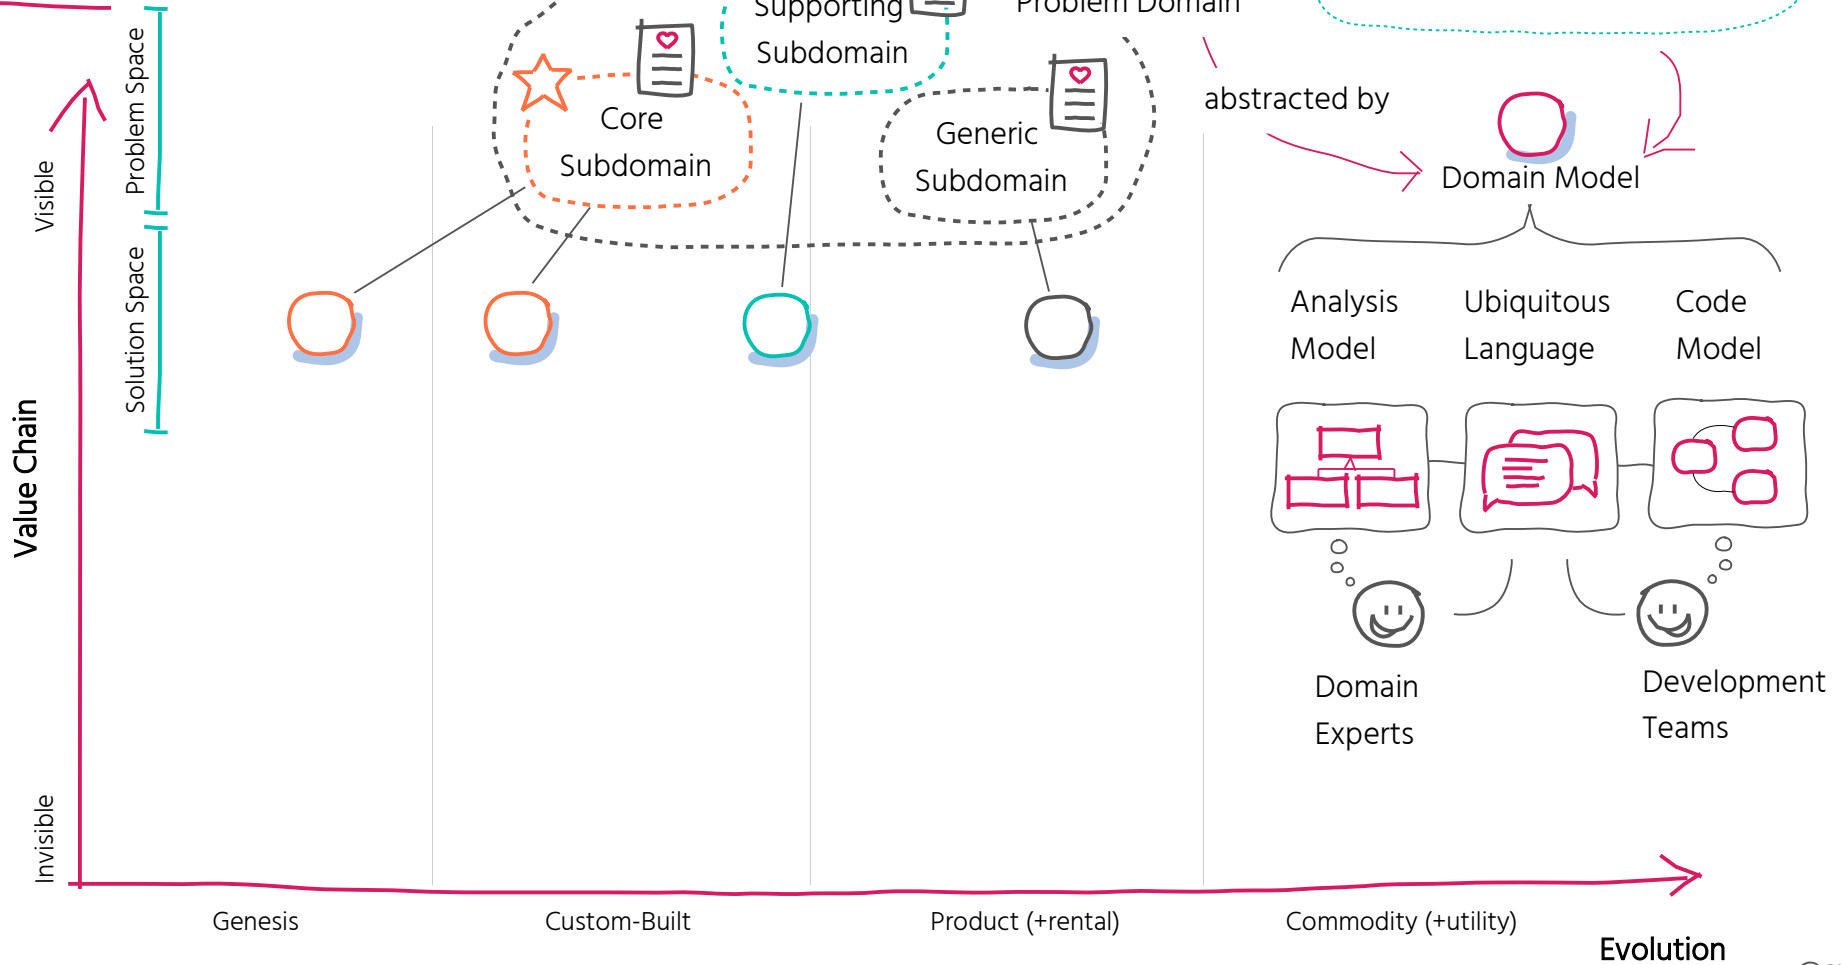 Supporting
Subdomain
Problem Domain
Core
Subdomain
Generic
Subdomain
abstracted by
Domain Model
Problem Space
Solution Space
Visible
Value Chain
Invisible
Analysis
Model
Ubiquitous
Language
Code
Model
Domain
Experts
Development
Teams
Genesis
Custom-Built
Product (+rental)
Commodity (+utility)
Evolution